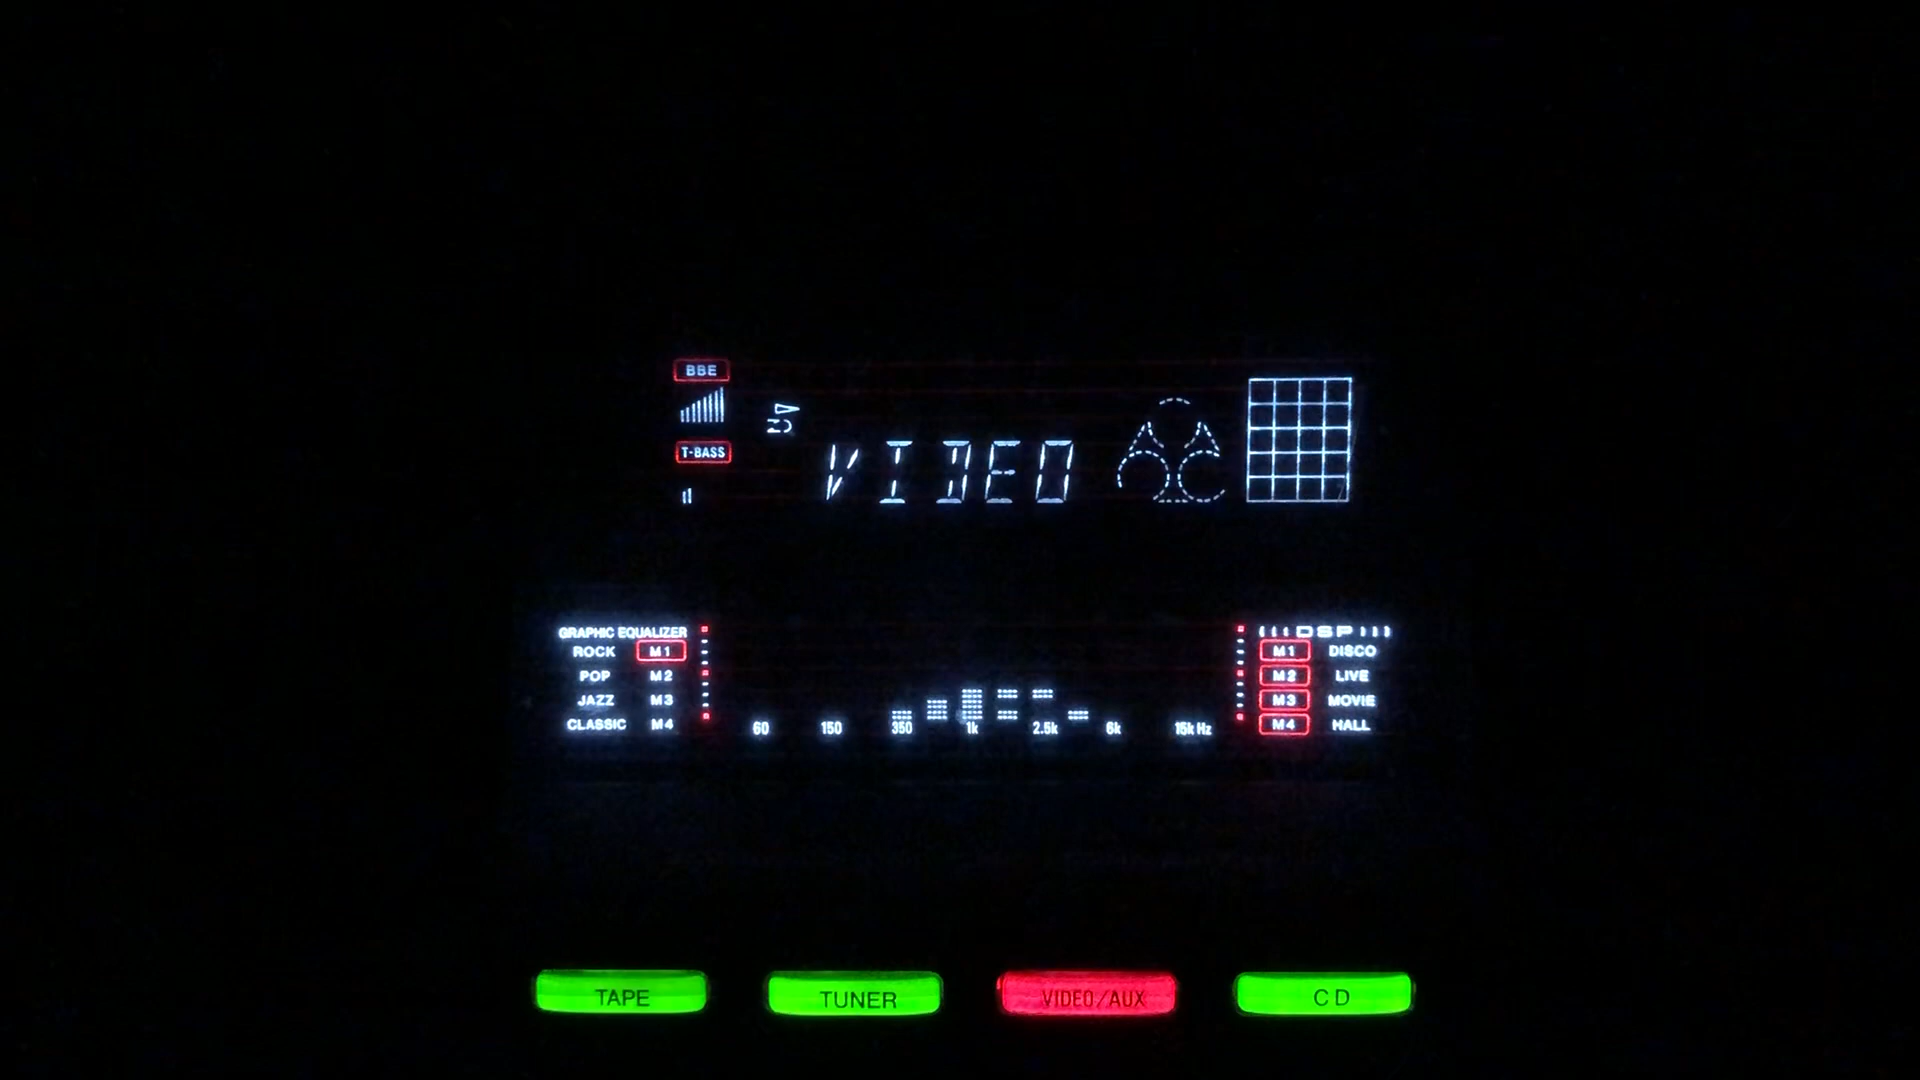 BBE
T-BASS
VIDEO
GRAPHIC EQUALIZER
ROCK M1
POP M2
JAZZ M3
CLASSIC M4
60 150 350 1k 2.5k 6k 15k Hz
DSP
M1 DISCO
M2 LIVE
M3 MOVIE
M4 HALL
TAPE TUNER VIDEO/AUX CD